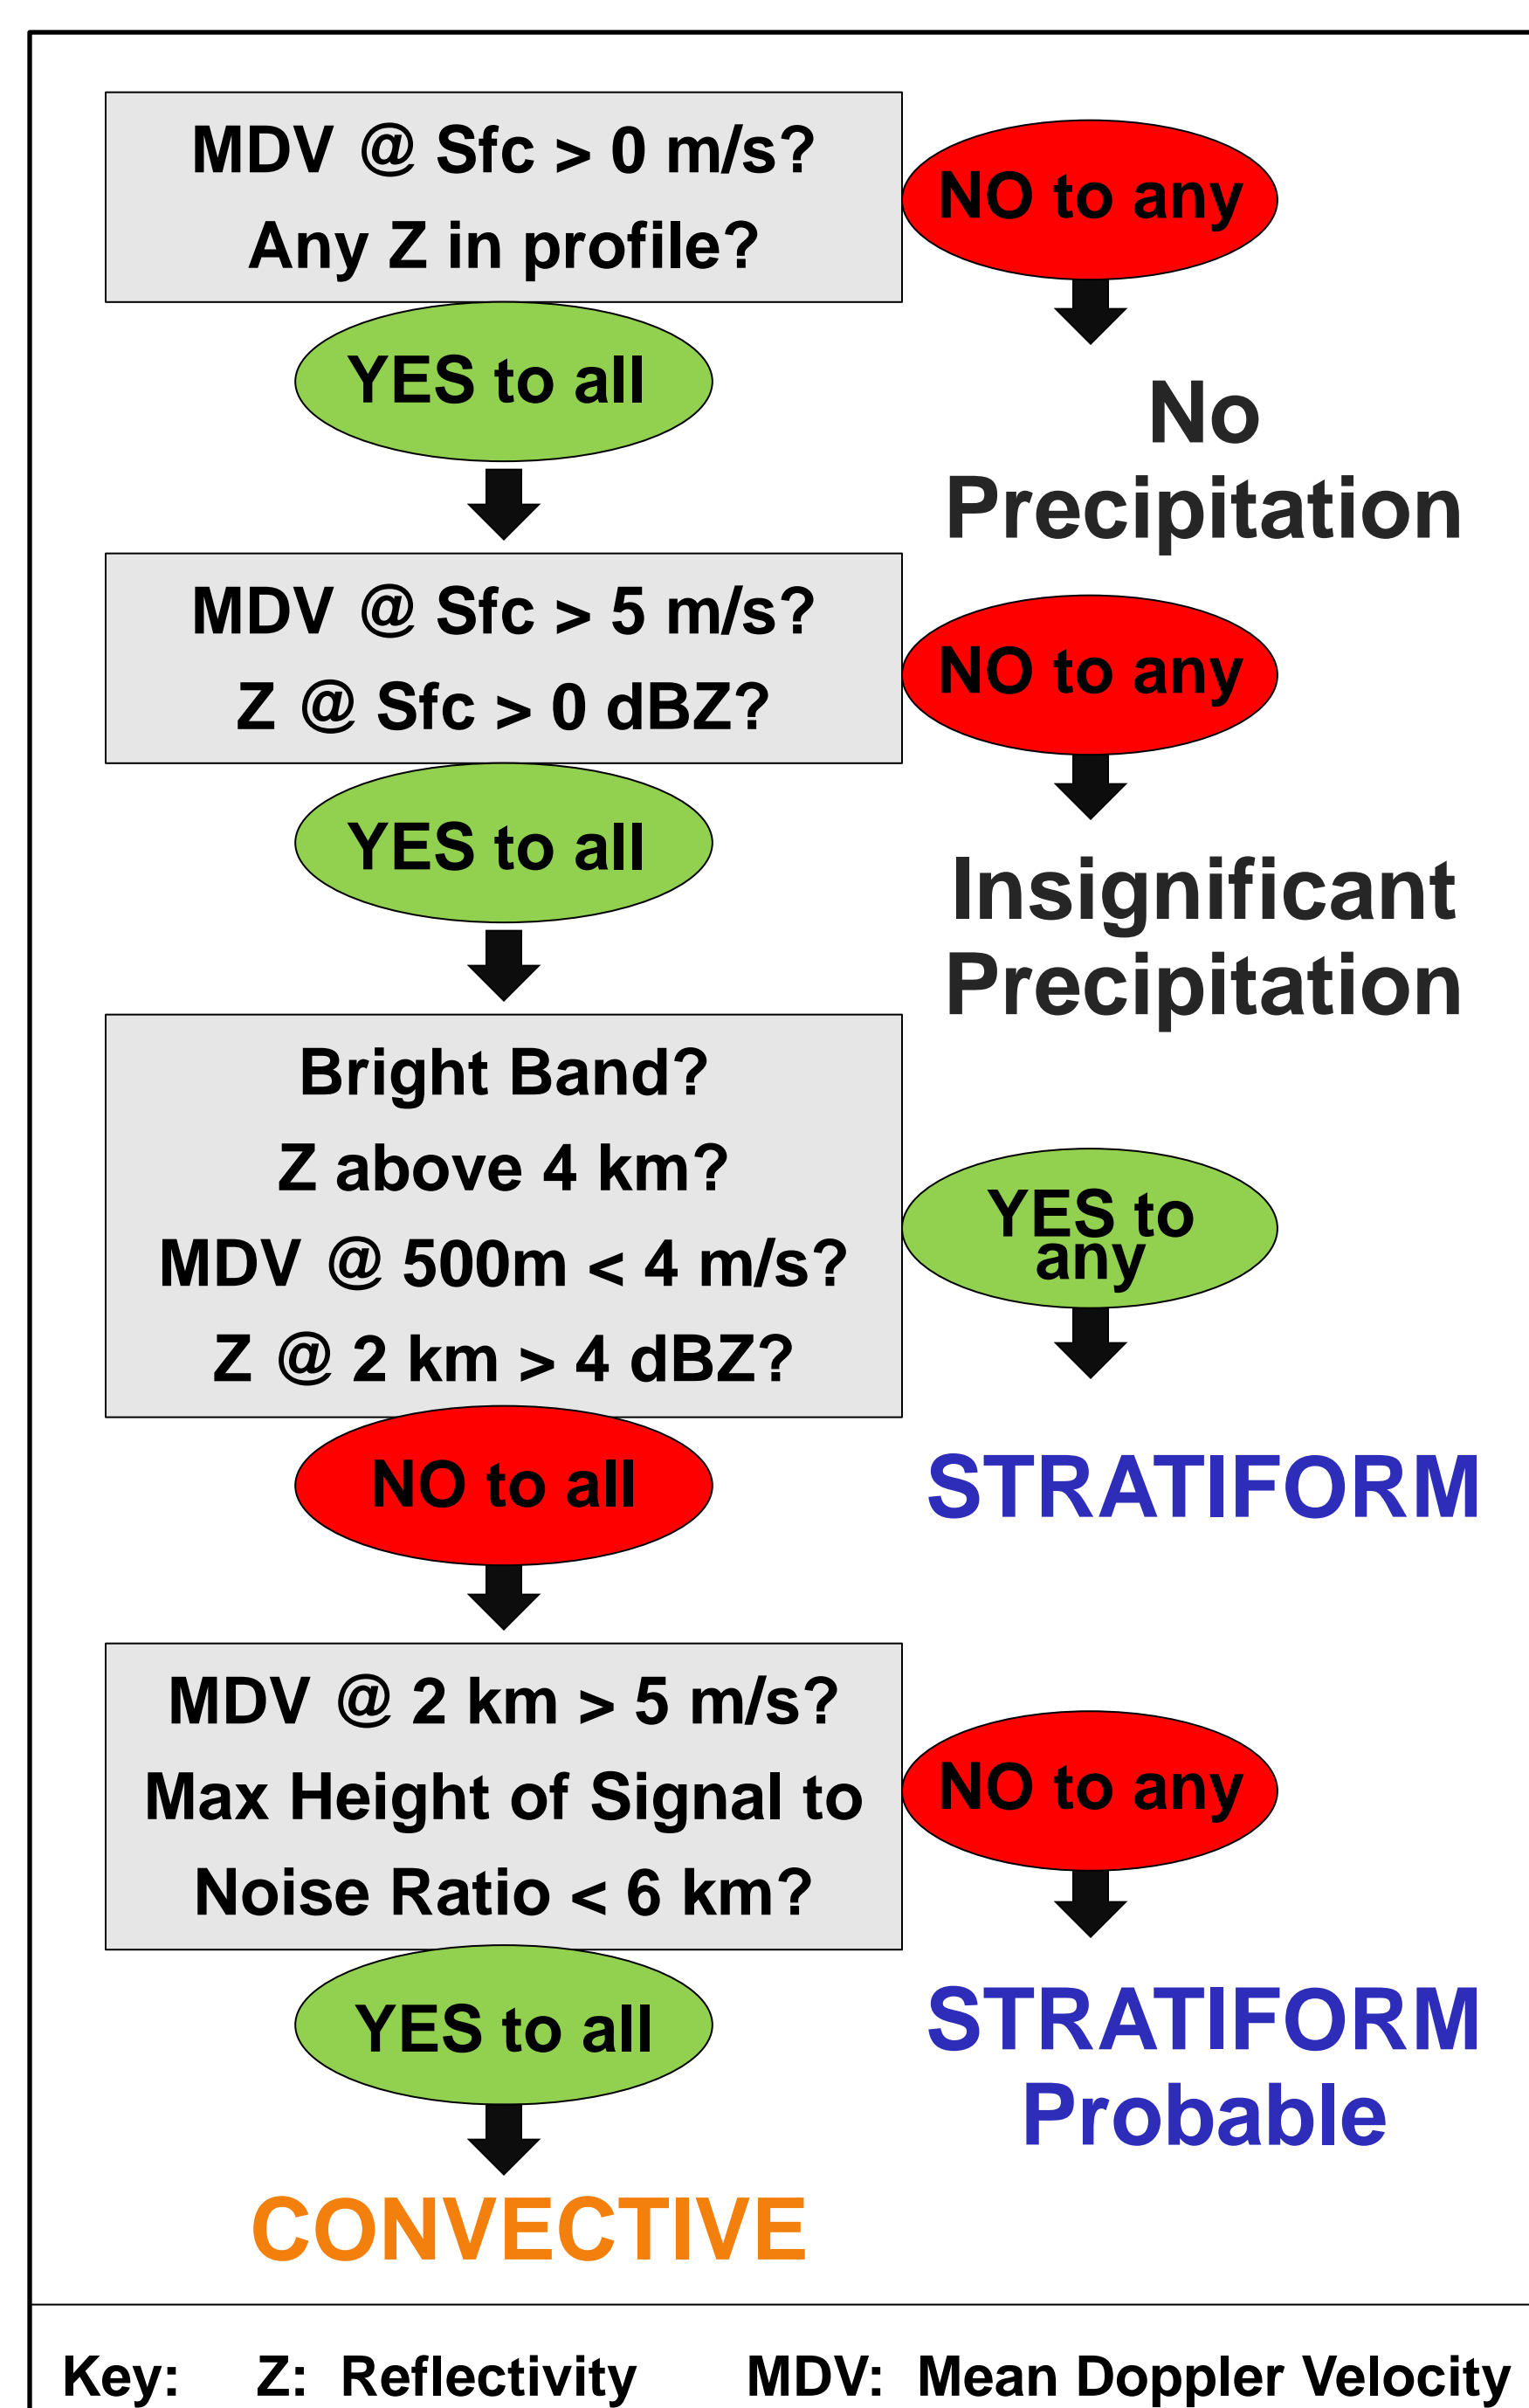 MDV @ Sfc > 0 m/s?
Any Z in profile?
NO to any
YES to all
No
Precipitation
MDV @ Sfc > 5 m/s?
Z @ Sfc > 0 dBZ?
NO to any
YES to all
Insignificant
Precipitation
Bright Band?
Z above 4 km?
MDV @ 500m < 4 m/s?
Z @ 2 km > 4 dBZ?
YES to
any
NO to all
STRATIFORM
MDV @ 2 km > 5 m/s?
Max Height of Signal to
Noise Ratio < 6 km?
NO to any
YES to all
STRATIFORM
Probable
CONVECTIVE
Key: Z: Reflectivity MDV: Mean Doppler Velocity